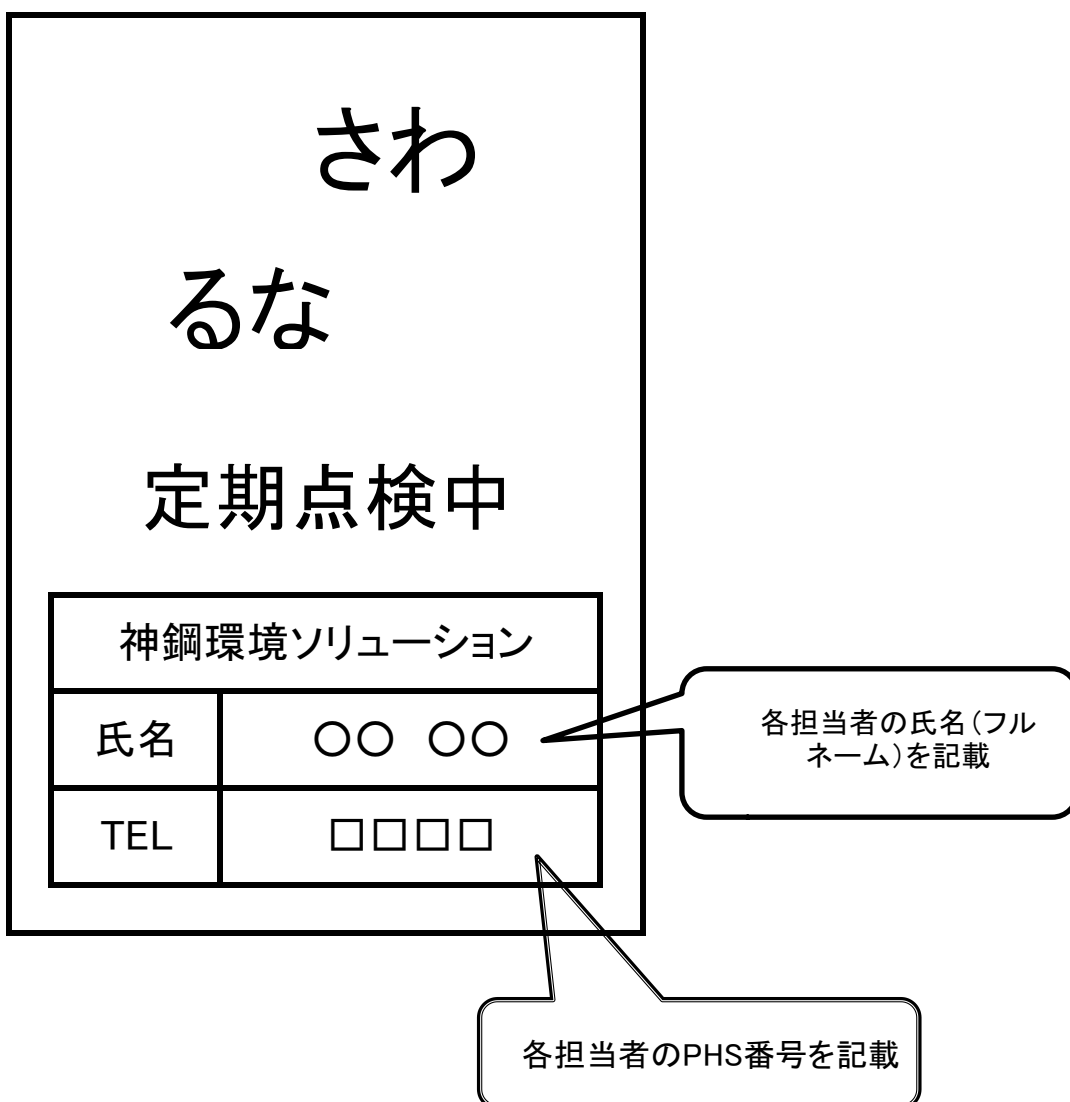 さわ
るな
定期点検中
神鋼環境ソリューション
氏名 〇〇 〇〇
各担当者の氏名(フル
ネーム)を記載
TEL □□□□
各担当者のPHS番号を記載